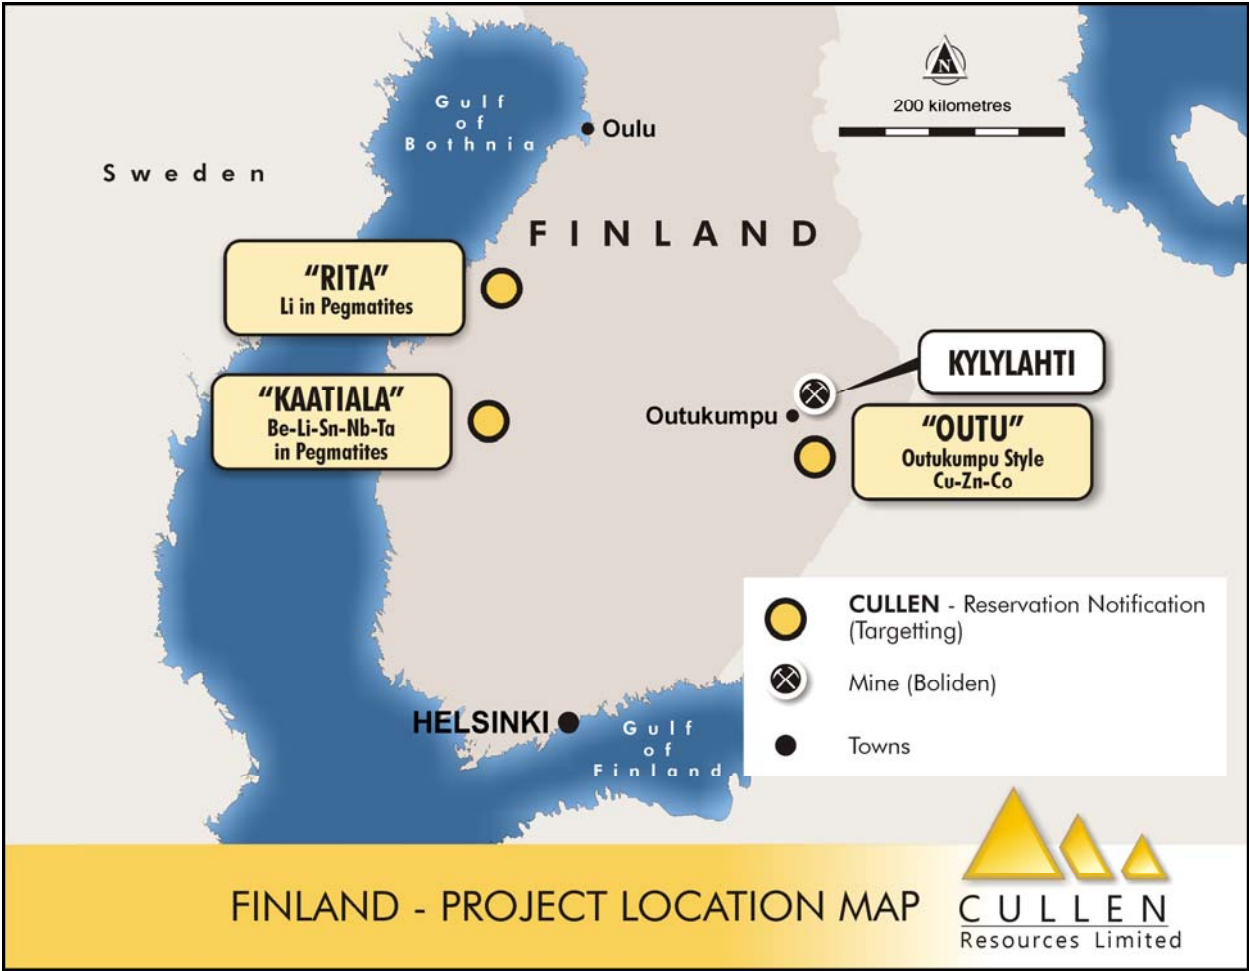 Gulf
of
Bothnia
N
200 kilometres
Oulu
Sweden
FINLAND
“RITA”
Li in Pegmatites
KYLYLAHTI
“KAATIALA”
Be-Li-Sn-Nb-Ta
in Pegmatites
Outukumpu
“OUTU”
Outukumpu Style
Cu-Zn-Co
CULLEN - Reservation Notification
(Targetting)
Mine (Boliden)
Towns
HELSINKI
Gulf
of
Finland
FINLAND - PROJECT LOCATION MAP
CULLEN
Resources Limited